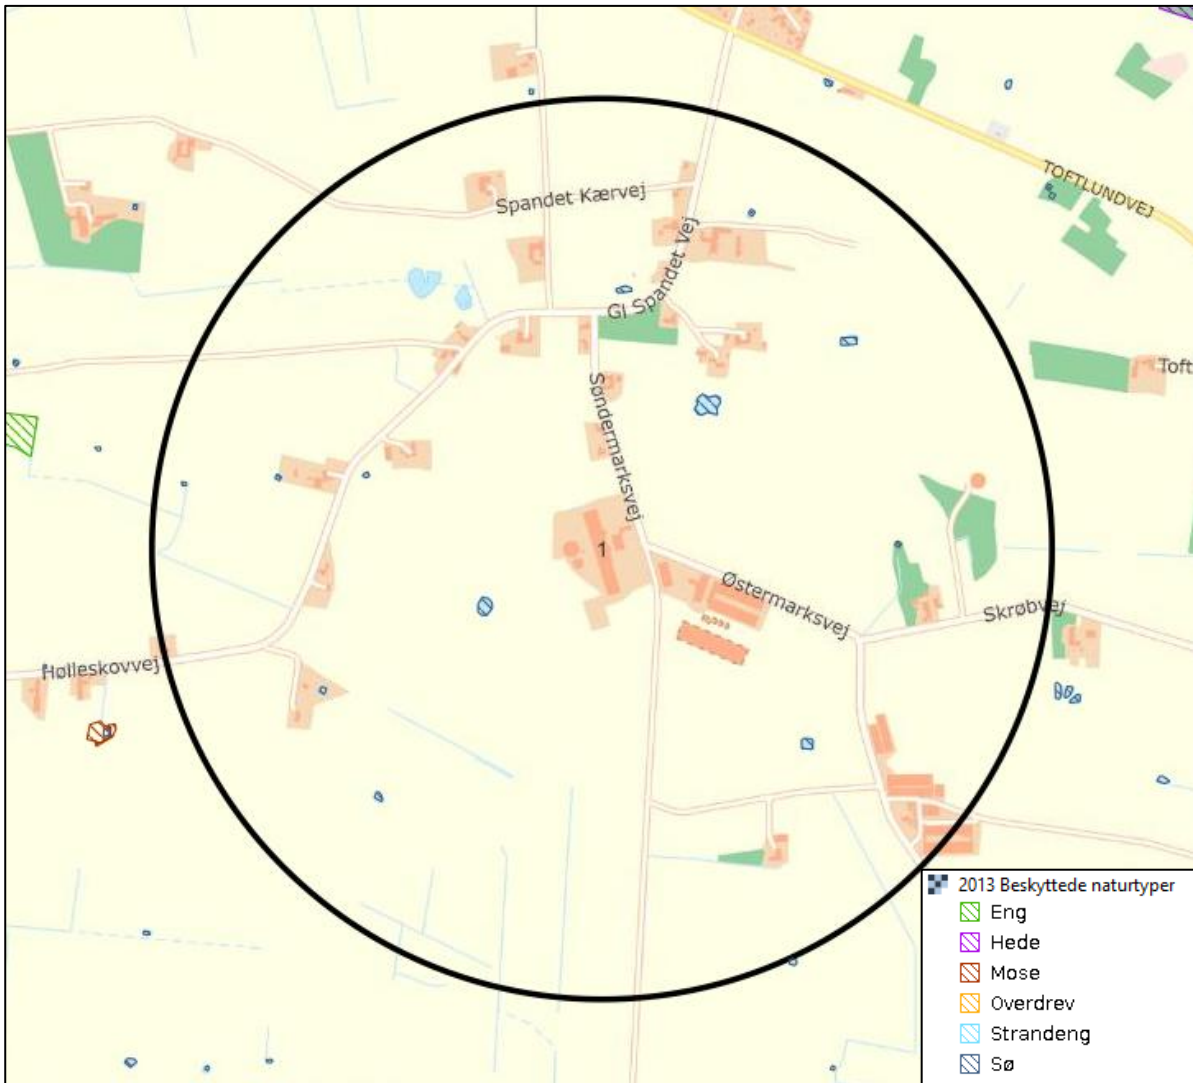 TOFTLUNDVEJ
Spandet Kærvej
Gl Spandet Vej
Toft
Søndermarksvej
1
Østermarksvej
Skrøbvej
Hølleskovvej
2013 Beskyttede naturtyper
Eng
Hede
Mose
Overdrev
Strandeng
Sø